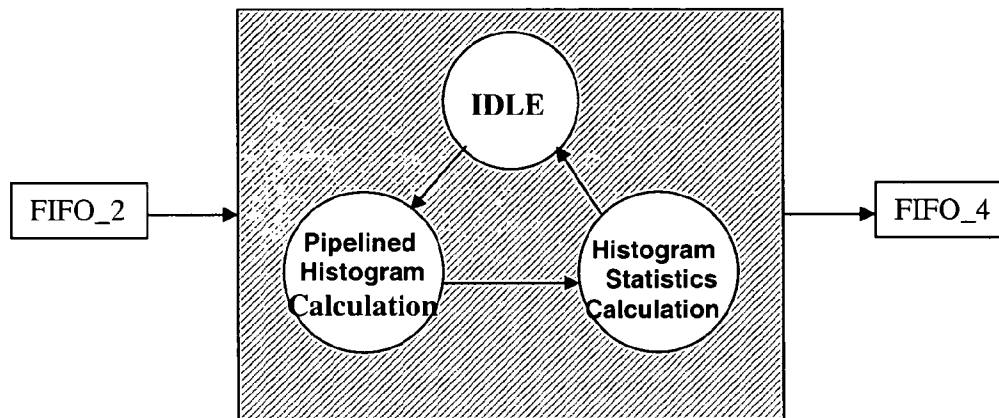 IDLE
FIFO_2
FIFO_4
Pipelined
Histogram
Calculation
Histogram
Statistics
Calculation